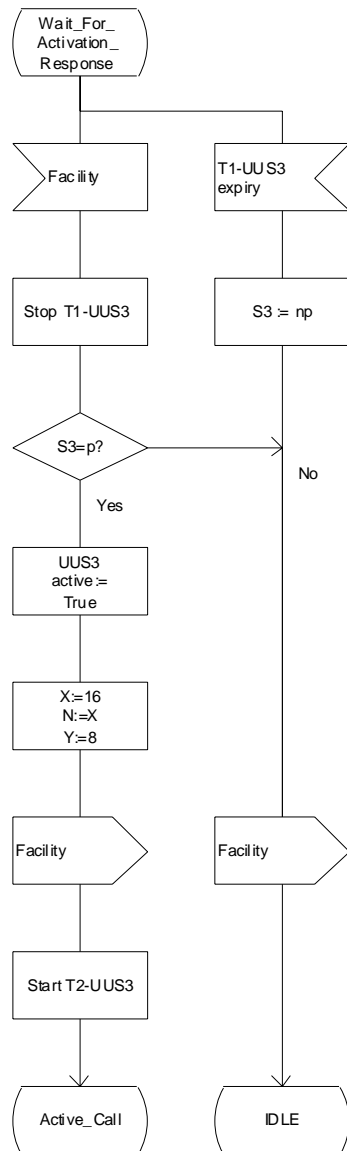 Wait_For_
Activation_
Response
Facility
T1-UUS3
expiry
Stop T1-UUS3
S3 := np
S3=p?
No
Yes
UUS3
active:=
True
X:=16
N:=X
Y:=8
Facility
Facility
Start T2-UUS3
Active_Call
IDLE